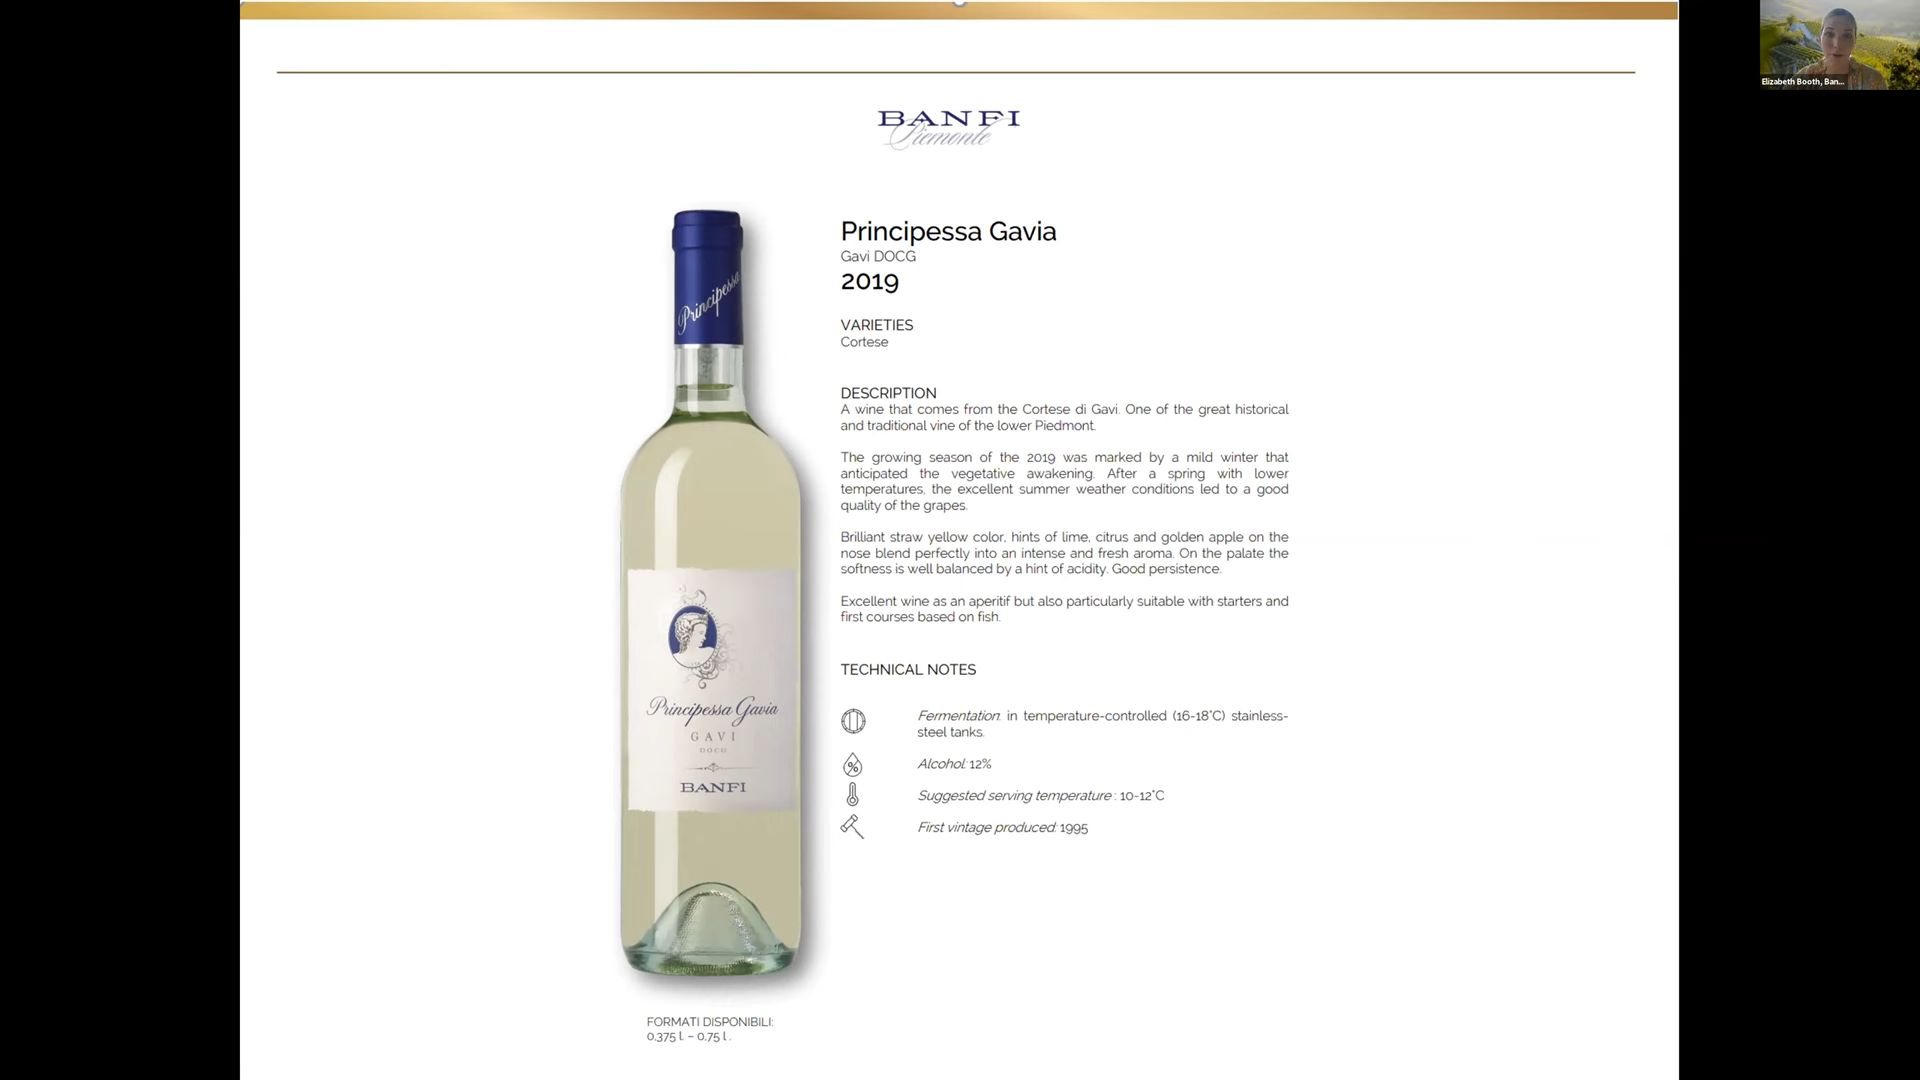 Elizabeth Booth, Ban...
BANFI
Piemonte
Principessa Gavia
Gavi DOCG
2019
VARIETIES
Cortese
DESCRIPTION
A wine that comes from the Cortese di Gavi. One of the great historical
and traditional vine of the lower Piedmont.
The growing season of the 2019 was marked by a mild winter that
anticipated the vegetative awakening. After a spring with lower
temperatures, the excellent summer weather conditions led to a good
quality of the grapes.
Brilliant straw yellow color, hints of lime, citrus and golden apple on the
nose blend perfectly into an intense and fresh aroma. On the palate the
softness is well balanced by a hint of acidity. Good persistence.
Excellent wine as an aperitif but also particularly suitable with starters and
first courses based on fish.
TECHNICAL NOTES
Fermentation: in temperature-controlled (16-18°C) stainless-
steel tanks.
Alcohol: 12%
Suggested serving temperature : 10-12°C
First vintage produced: 1995
Principessa
Principessa Gavia
GAVI
DOCG
BANFI
FORMATI DISPONIBILI:
0,375 l. – 0,75 l .